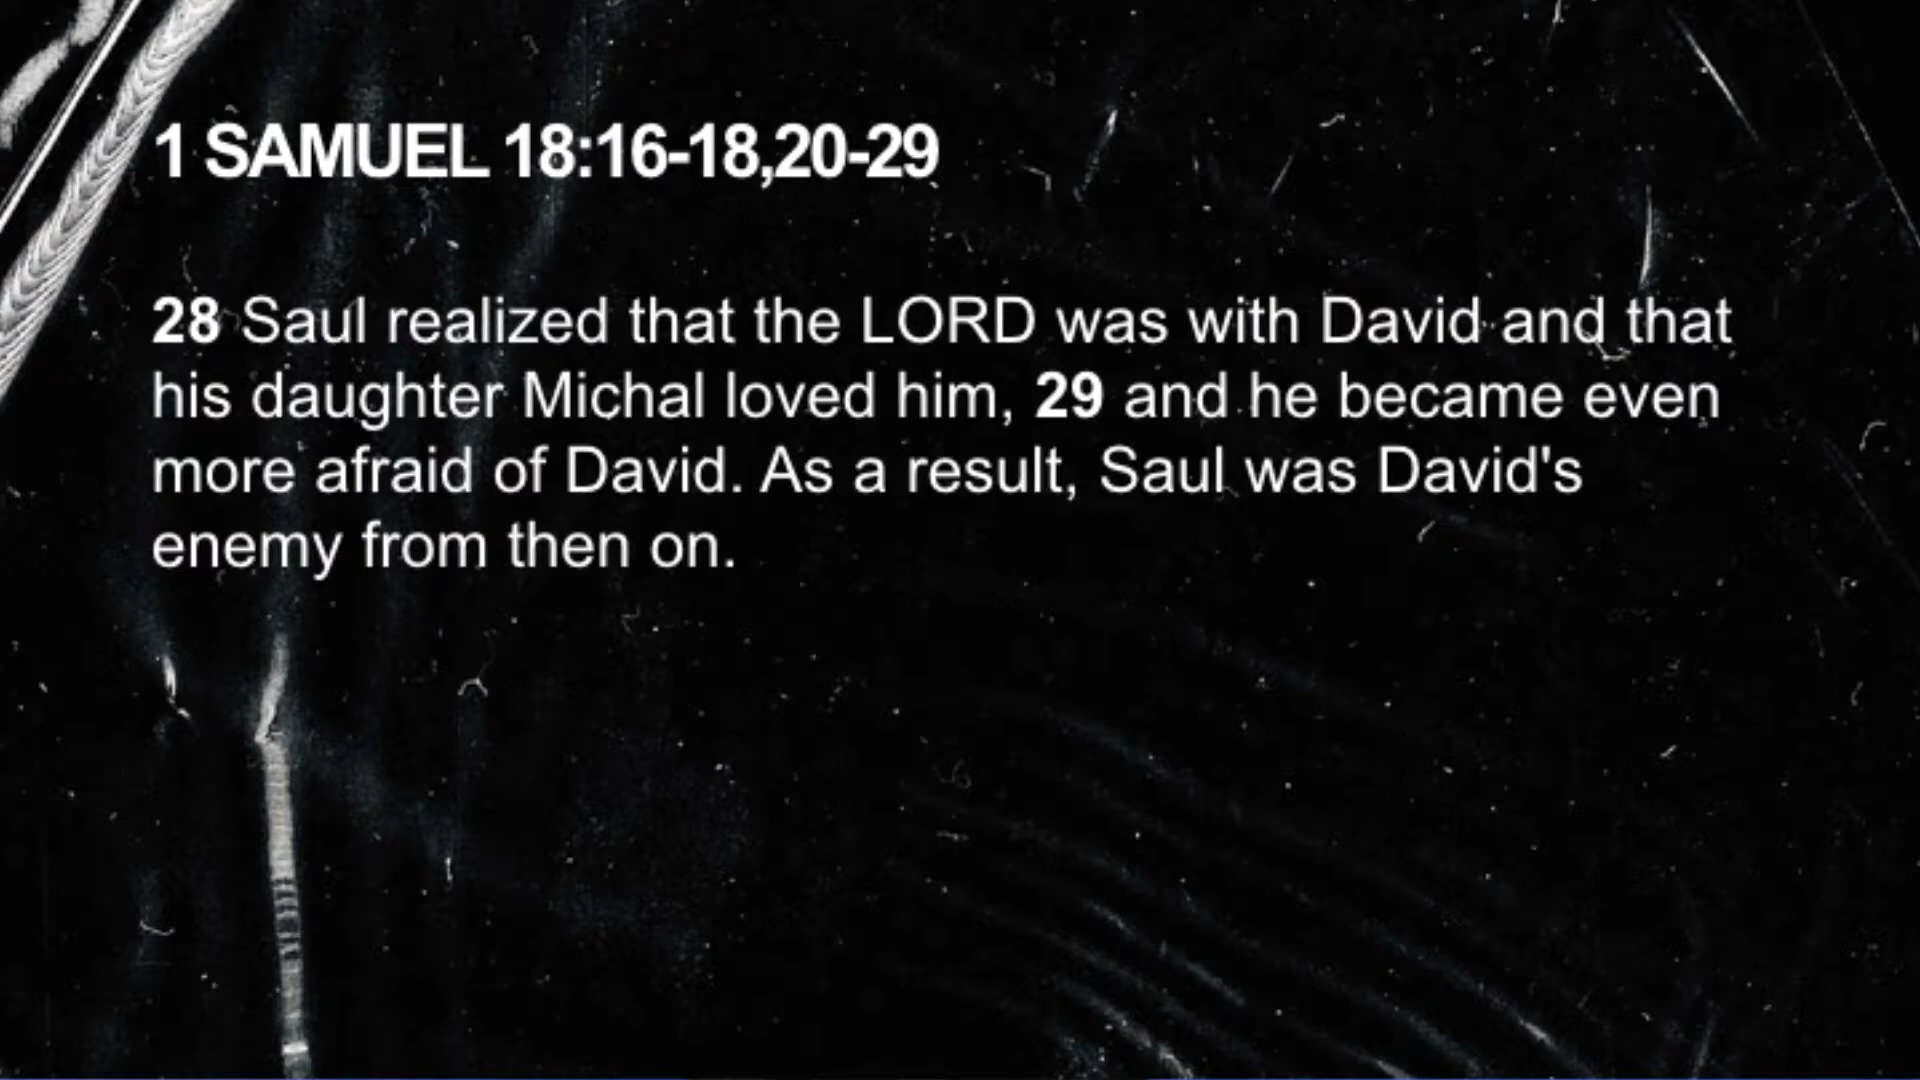 1 SAMUEL 18:16-18,20-29
28 Saul realized that the LORD was with David and that
his daughter Michal loved him, 29 and he became even
more afraid of David. As a result, Saul was David's
enemy from then on.